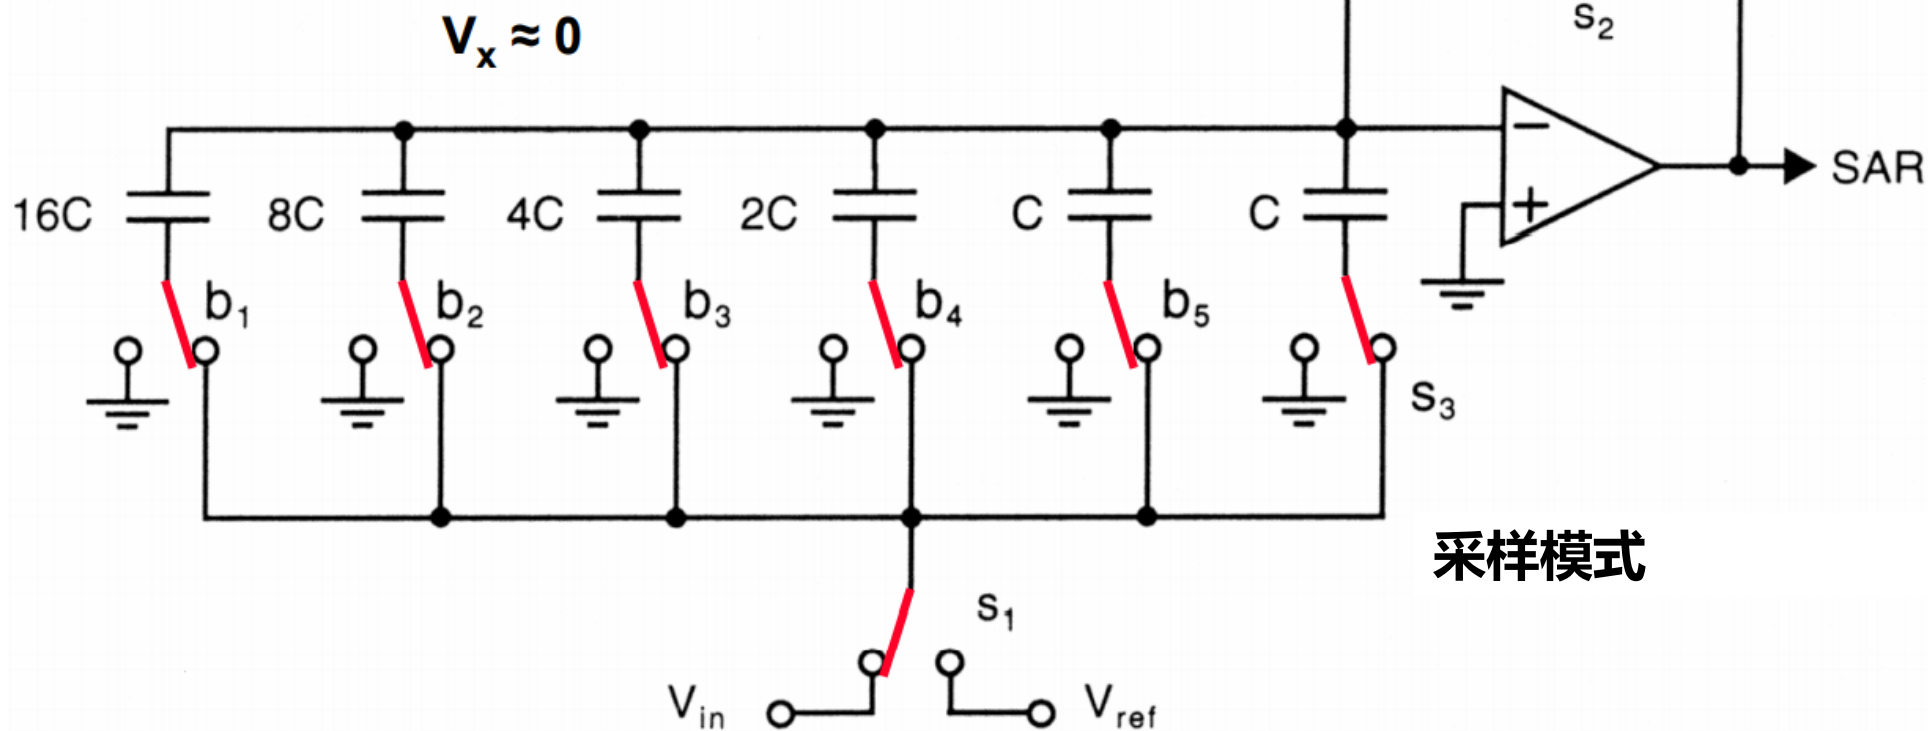 s2
Vx ≈ 0
SAR
16C 8C 4C 2C C C
b1 b2 b3 b4 b5
s3
采样模式
s1
Vin Vref